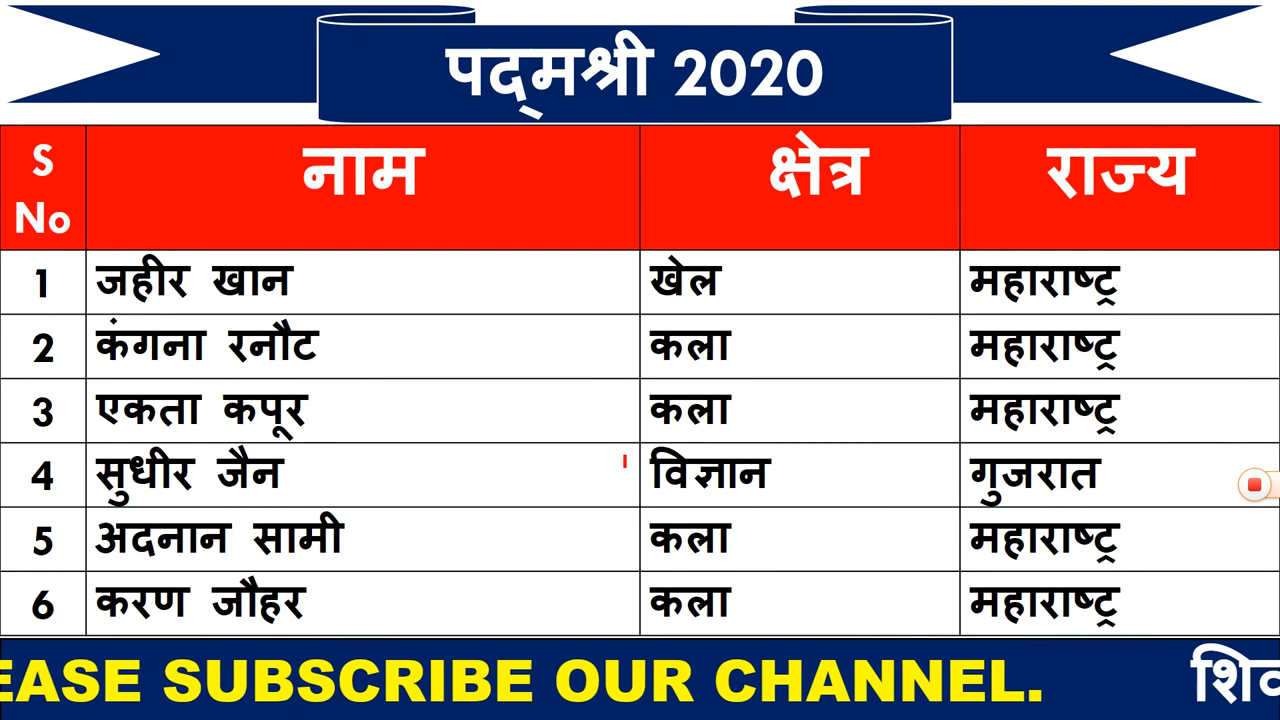 पद्मश्री 2020
S No नाम क्षेत्र राज्य
1 जहीर खान खेल महाराष्ट्र
2 कंगना रनौट कला महाराष्ट्र
3 एकता कपूर कला महाराष्ट्र
4 सुधीर जैन विज्ञान गुजरात
5 अदनान सामी कला महाराष्ट्र
6 करण जौहर कला महाराष्ट्र
EASE SUBSCRIBE OUR CHANNEL.